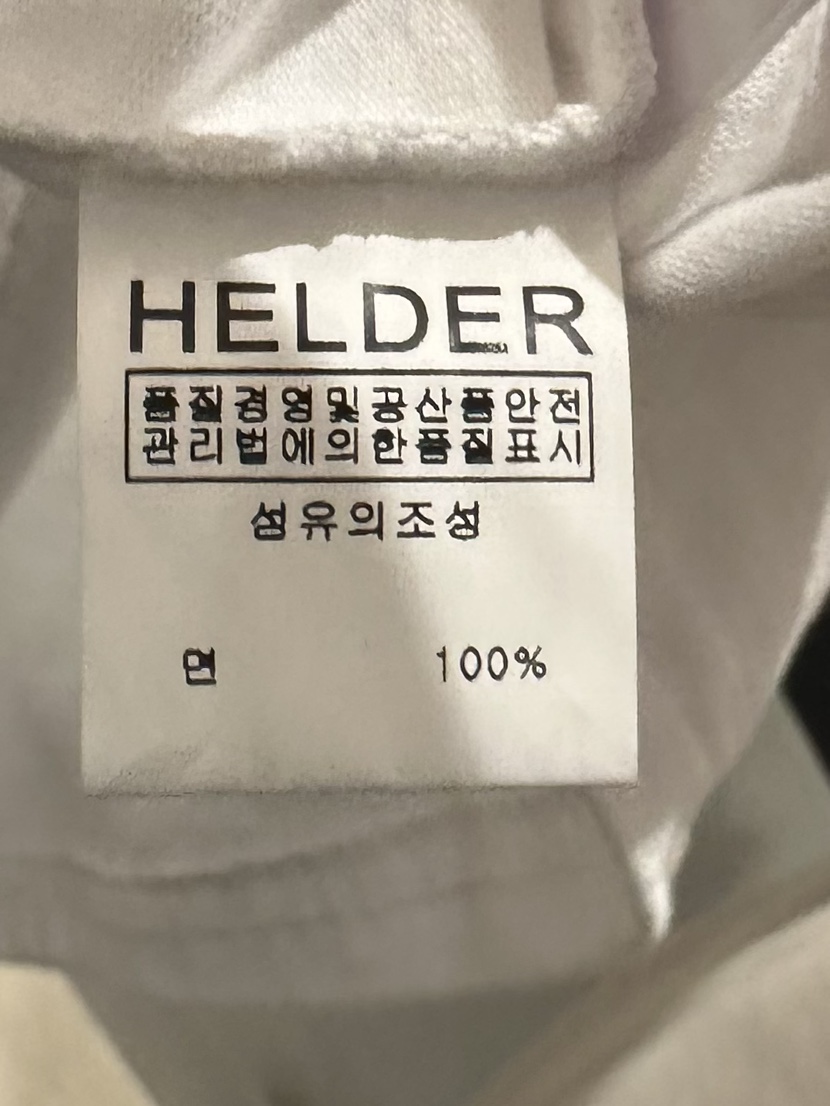 HELDER
품질경영및공산품안전
관리법에의한품질표시
섬유의조성
면 100%